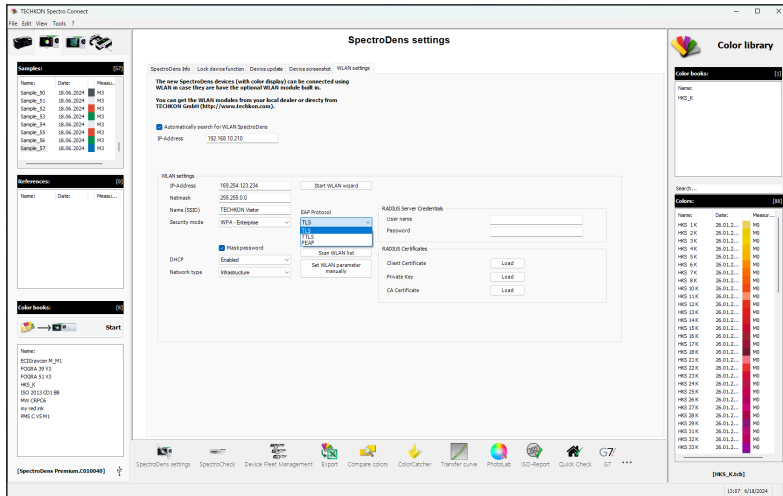 TECHKON Spectro Connect
File Edit View Tools ?
Samples: [57]
Name: Date: Measu...
Sample_50 18.06.2024 M3
Sample_51 18.06.2024 M3
Sample_52 18.06.2024 M3
Sample_53 18.06.2024 M3
Sample_54 18.06.2024 M3
Sample_55 18.06.2024 M3
Sample_56 18.06.2024 M3
Sample_57 18.06.2024 M3
References: [0]
Name: Date: Measu...
Color books: [8]
Start
Name:
ECIGraycon M_M1
FOGRA 39 V3
FOGRA 51 V3
HKS_K
ISO 2013 CD1 BB
MW CRPC6
my red ink
PMS C V5 M1
[SpectroDens Premium.C010040]
SpectroDens settings
SpectroDens Info Lock device function Device update Device screenshot WLAN settings
The new SpectroDens devices (with color display) can be connected using
WLAN in case they are have the optional WLAN module built in.
You can get the WLAN modules from your local dealer or directy from
TECHKON GmbH (http://www.techkon.com).
Automatically search for WLAN SpectroDens
IP-Address 192.168.10.210
WLAN settings
IP-Address 169.254.123.234 Start WLAN wizard
Netmask 255.255.0.0
Name (SSID) TECHKON Visitor
EAP Protocol
Security mode WPA - Enterprise TLS
TLS
TTLS
PEAP
Mask password
Scan WLAN list
DHCP Enabled
Set WLAN parameter
manually
Network type Infrastructure
RADIUS Server Credentials
User name
Password
RADIUS Certificates
Client Certificate Load
Private Key Load
CA Certificate Load
SpectroDens settings SpectroCheck Device Fleet Management Export Compare colors ColorCatcher Transfer curve PhotoLab ISO-Report Quick Check G7
G7
Color library
Color books: [1]
Name:
HKS_K
Search...
Colors: [88]
Name: Date: Measur...
HKS 1 K 26.01.2... M0
HKS 2 K 26.01.2... M0
HKS 3 K 26.01.2... M0
HKS 4 K 26.01.2... M0
HKS 5 K 26.01.2... M0
HKS 6 K 26.01.2... M0
HKS 7 K 26.01.2... M0
HKS 8 K 26.01.2... M0
HKS 10 K 26.01.2... M0
HKS 11 K 26.01.2... M0
HKS 12 K 26.01.2... M0
HKS 13 K 26.01.2... M0
HKS 14 K 26.01.2... M0
HKS 15 K 26.01.2... M0
HKS 16 K 26.01.2... M0
HKS 17 K 26.01.2... M0
HKS 18 K 26.01.2... M0
HKS 21 K 26.01.2... M0
HKS 22 K 26.01.2... M0
HKS 23 K 26.01.2... M0
HKS 24 K 26.01.2... M0
HKS 25 K 26.01.2... M0
HKS 26 K 26.01.2... M0
HKS 27 K 26.01.2... M0
HKS 28 K 26.01.2... M0
HKS 29 K 26.01.2... M0
HKS 31 K 26.01.2... M0
HKS 32 K 26.01.2... M0
HKS 33 K 26.01.2... M0
[HKS_K.tcb]
13:07 6/18/2024